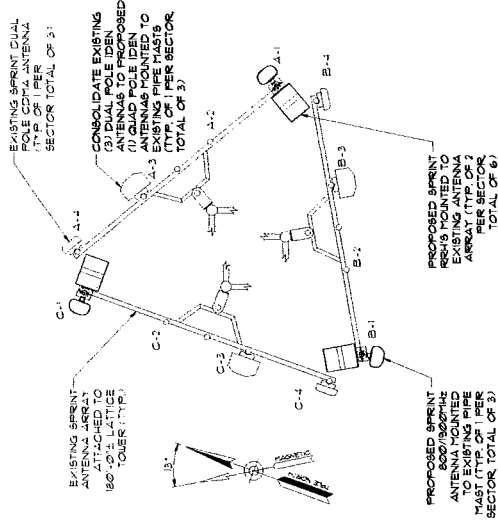 EXISTING SPRINT DUAL
POLE CDMA ANTENNA
(TYP. OF 1 PER
SECTOR TOTAL OF 3)
CONSOLIDATE EXISTING
(3) DUAL POLE IDEN
ANTENNAS TO PROPOSED
(1) QUAD POLE IDEN
ANTENNAS MOUNTED TO
EXISTING PIPE MASTS
(TYP. OF 1 PER SECTOR,
TOTAL OF 3)
A-1
A-2
A-3
A-4
B-4
B-3
B-2
B-1
C-1
C-2
C-3
C-4
EXISTING SPRINT
ANTENNA ARRAY
ATTACHED TO
180'-0"± LATTICE
TOWER (TYP.)
PROPOSED SPRINT
RRH'S MOUNTED TO
EXISTING ANTENNA
ARRAY (TYP. OF 2
PER SECTOR,
TOTAL OF 6)
PROPOSED SPRINT
800/1900MHz
ANTENNA MOUNTED
TO EXISTING PIPE
MAST (TYP. OF 1 PER
SECTOR, TOTAL OF 3)
13°
MAGNETIC
TRUE NORTH